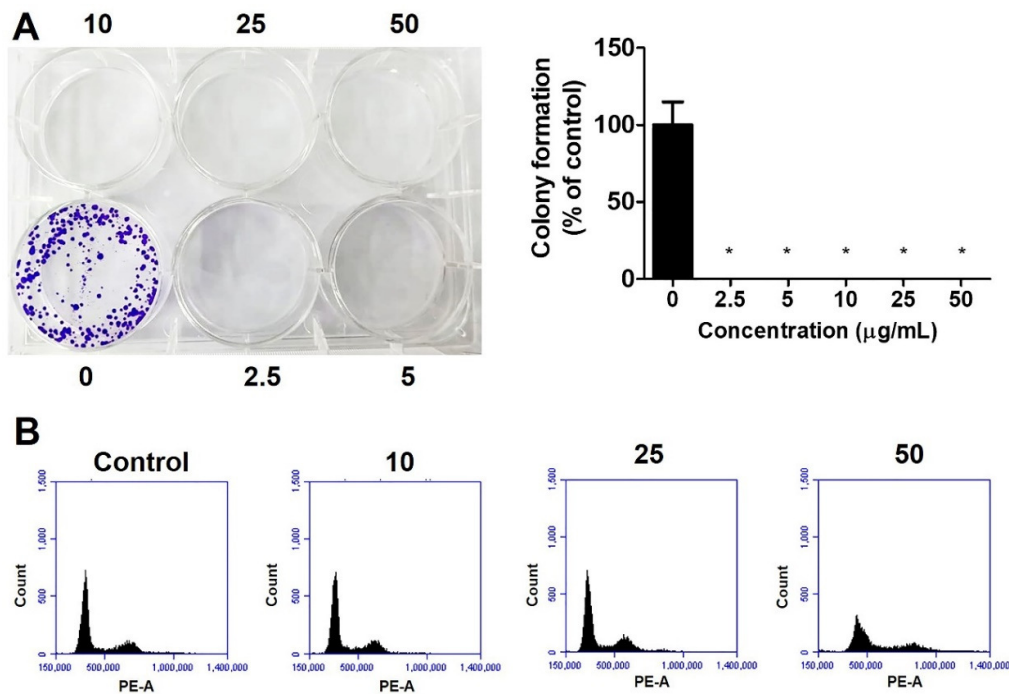 A
10 25 50
0 2.5 5
150
100
50
0
Colony formation
(% of control)
* * * * *
0 2.5 5 10 25 50
Concentration (μg/mL)
B
Control
1,500
1,000
500
0
Count
150,000 500,000 1,000,000 1,400,000
PE-A
10
1,500
1,000
500
0
Count
150,000 500,000 1,000,000 1,400,000
PE-A
25
1,500
1,000
500
0
Count
150,000 500,000 1,000,000 1,400,000
PE-A
50
1,500
1,000
500
0
Count
150,000 500,000 1,000,000 1,400,000
PE-A